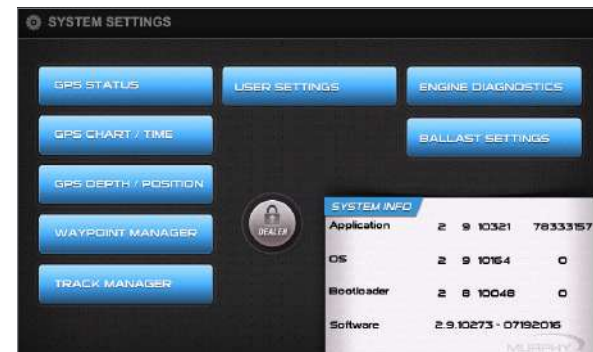 SYSTEM SETTINGS
GPS STATUS
USER SETTINGS
ENGINE DIAGNOSTICS
GPS CHART / TIME
BALLAST SETTINGS
GPS DEPTH / POSITION
WAYPOINT MANAGER
TRACK MANAGER
DEALER
SYSTEM INFO
Application 2 9 10321 78333157
OS 2 9 10164 0
Bootloader 2 8 10048 0
Software 2.9.10273 - 07192016
MURPHY